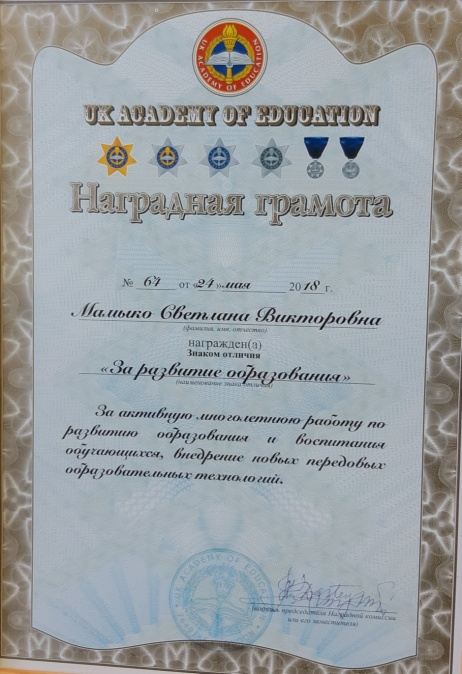 UK ACADEMY OF EDUCATION
UK ACADEMY OF EDUCATION
Наградная грамота
№ 64 от «24» мая 2018 г.
Мамыко Светлана Викторовна
(фамилия, имя, отчество)
награжден(а)
Знаком отличия
«За развитие образования»
(наименование знака отличия)
За активную многолетнюю работу по
развитию образования и воспитания
обучающихся, внедрение новых передовых
образовательных технологий.
UK ACADEMY OF EDUCATION
подпись председателя Наградной комиссии
или его заместителя)